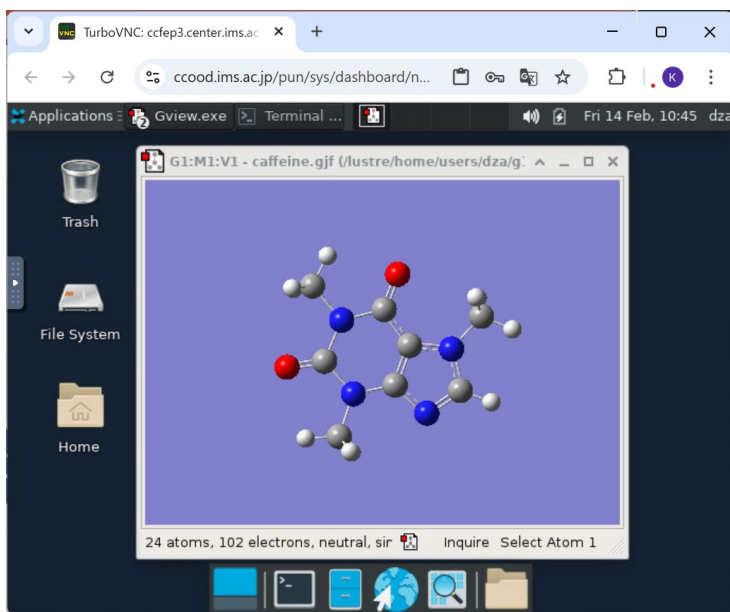 TurboVNC: ccfep3.center.ims.ac
ccood.ims.ac.jp/pun/sys/dashboard/n...
K
Applications
2 Gview.exe
Terminal ...
Fri 14 Feb, 10:45 dza
G1:M1:V1 - caffeine.gjf (/lustre/home/users/dza/g
Trash
File System
Home
24 atoms, 102 electrons, neutral, sir
Inquire Select Atom 1